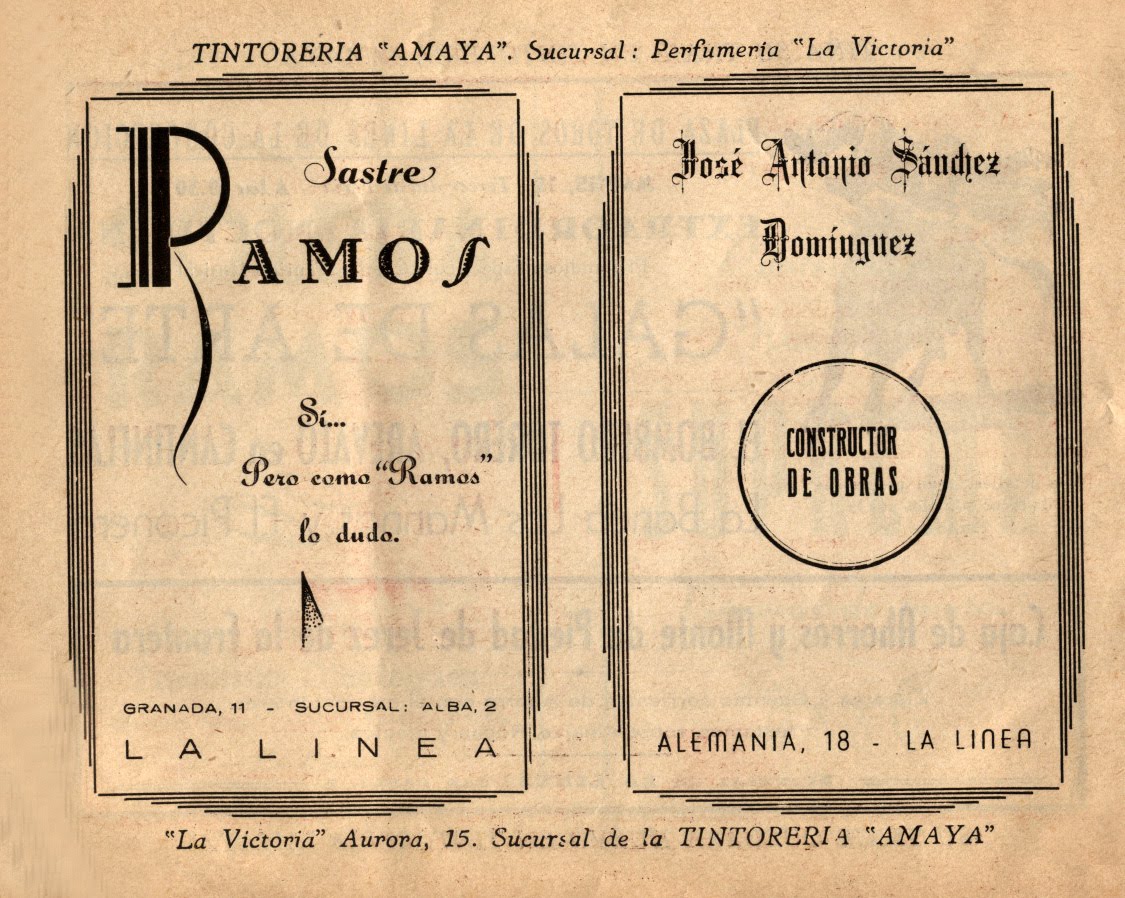 TINTORERIA "AMAYA". Sucursal: Perfumería "La Victoria"
Sastre
RAMOS
Sí...
Pero como "Ramos"
lo dudo.
GRANADA, 11 - SUCURSAL: ALBA, 2
LA LINEA
José Antonio Sánchez
Domínguez
CONSTRUCTOR
DE OBRAS
ALEMANIA, 18 - LA LINEA
"La Victoria" Aurora, 15. Sucursal de la TINTORERIA "AMAYA"